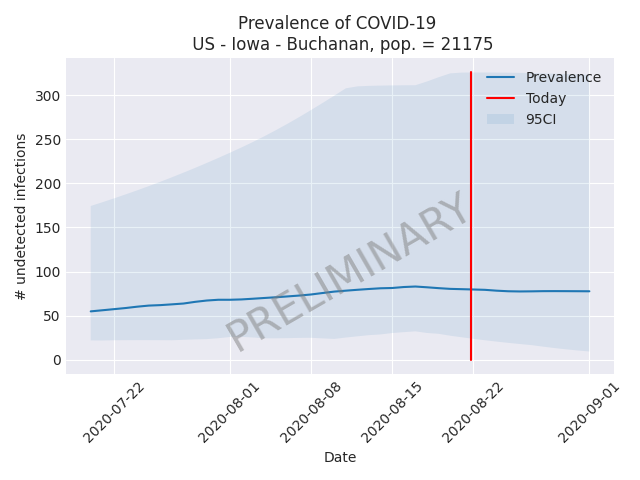 Prevalence of COVID-19
US - Iowa - Buchanan, pop. = 21175
# undetected infections
300
250
200
150
100
50
0
Prevalence
Today
95CI
PRELIMINARY
2020-07-22
2020-08-01
2020-08-08
2020-08-15
2020-08-22
2020-09-01
Date